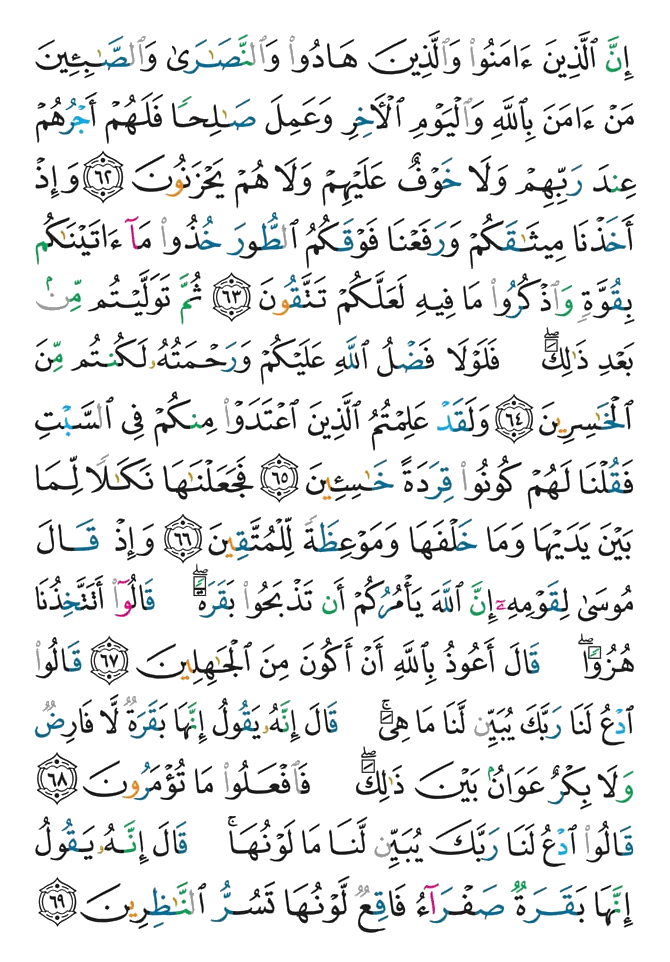 إِنَّ ٱلَّذِينَ ءَامَنُوا۟ وَٱلَّذِينَ هَادُوا۟ وَٱلنَّصَـٰرَىٰ وَٱلصَّـٰبِـِٔينَ
مَنْ ءَامَنَ بِٱللَّهِ وَٱلْيَوْمِ ٱلْـَٔاخِرِ وَعَمِلَ صَـٰلِحًا فَلَهُمْ أَجْرُهُمْ
عِندَ رَبِّهِمْ وَلَا خَوْفٌ عَلَيْهِمْ وَلَا هُمْ يَحْزَنُونَ ٦٢ وَإِذْ
أَخَذْنَا مِيثَـٰقَكُمْ وَرَفَعْنَا فَوْقَكُمُ ٱلطُّورَ خُذُوا۟ مَآ ءَاتَيْنَـٰكُم
بِقُوَّةٍ وَٱذْكُرُوا۟ مَا فِيهِ لَعَلَّكُمْ تَتَّقُونَ ٦٣ ثُمَّ تَوَلَّيْتُم مِّنۢ
بَعْدِ ذَٰلِكَ ۖ فَلَوْلَا فَضْلُ ٱللَّهِ عَلَيْكُمْ وَرَحْمَتُهُۥ لَكُنتُم مِّنَ
ٱلْخَـٰسِرِينَ ٦٤ وَلَقَدْ عَلِمْتُمُ ٱلَّذِينَ ٱعْتَدَوْا۟ مِنكُمْ فِى ٱلسَّبْتِ
فَقُلْنَا لَهُمْ كُونُوا۟ قِرَدَةً خَـٰسِـِٔينَ ٦٥ فَجَعَلْنَـٰهَا نَكَـٰلًا لِّمَا
بَيْنَ يَدَيْهَا وَمَا خَلْفَهَا وَمَوْعِظَةً لِّلْمُتَّقِينَ ٦٦ وَإِذْ قَالَ
مُوسَىٰ لِقَوْمِهِۦٓ إِنَّ ٱللَّهَ يَأْمُرُكُمْ أَن تَذْبَحُوا۟ بَقَرَةً ۖ قَالُوٓا۟ أَتَتَّخِذُنَا
هُزُوًا ۖ قَالَ أَعُوذُ بِٱللَّهِ أَنْ أَكُونَ مِنَ ٱلْجَـٰهِلِينَ ٦٧ قَالُوا۟
ٱدْعُ لَنَا رَبَّكَ يُبَيِّن لَّنَا مَا هِىَ ۚ قَالَ إِنَّهُۥ يَقُولُ إِنَّهَا بَقَرَةٌ لَّا فَارِضٌ
وَلَا بِكْرٌ عَوَانٌۢ بَيْنَ ذَٰلِكَ ۖ فَٱفْعَلُوا۟ مَا تُؤْمَرُونَ ٦٨
قَالُوا۟ ٱدْعُ لَنَا رَبَّكَ يُبَيِّن لَّنَا مَا لَوْنُهَا ۚ قَالَ إِنَّهُۥ يَقُولُ
إِنَّهَا بَقَرَةٌ صَفْرَآءُ فَاقِعٌ لَّوْنُهَا تَسُرُّ ٱلنَّـٰظِرِينَ ٦٩